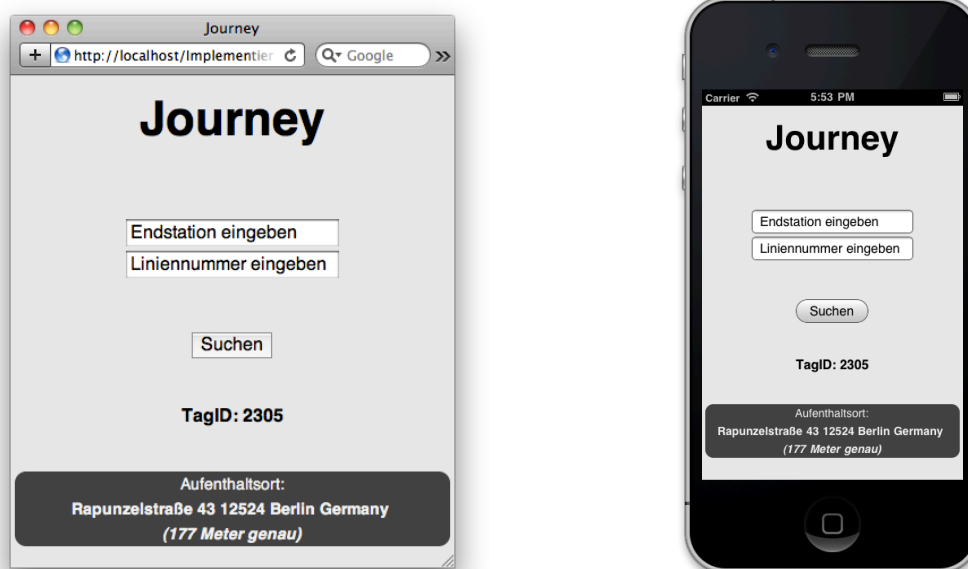 Journey
+ http://localhost/Implementier Google »
Journey
Endstation eingeben
Liniennummer eingeben
Suchen
TagID: 2305
Aufenthaltsort:
Rapunzelstraße 43 12524 Berlin Germany
(177 Meter genau)
Carrier 5:53 PM
Journey
Endstation eingeben
Liniennummer eingeben
Suchen
TagID: 2305
Aufenthaltsort:
Rapunzelstraße 43 12524 Berlin Germany
(177 Meter genau)